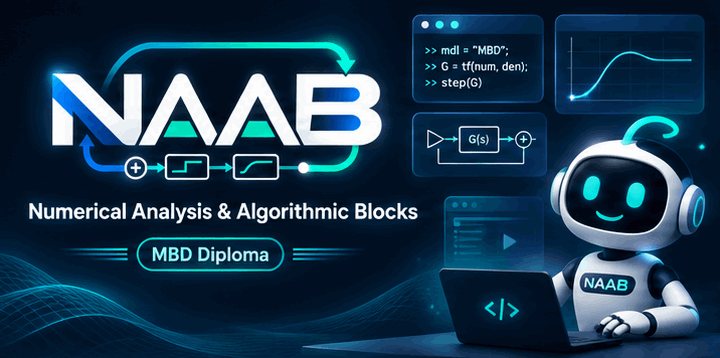 NAAB
Numerical Analysis & Algorithmic Blocks
MBD Diploma
>> mdl = "MBD";
>> G = tf(num, den);
>> step(G)
G(s)
NAAB
</>